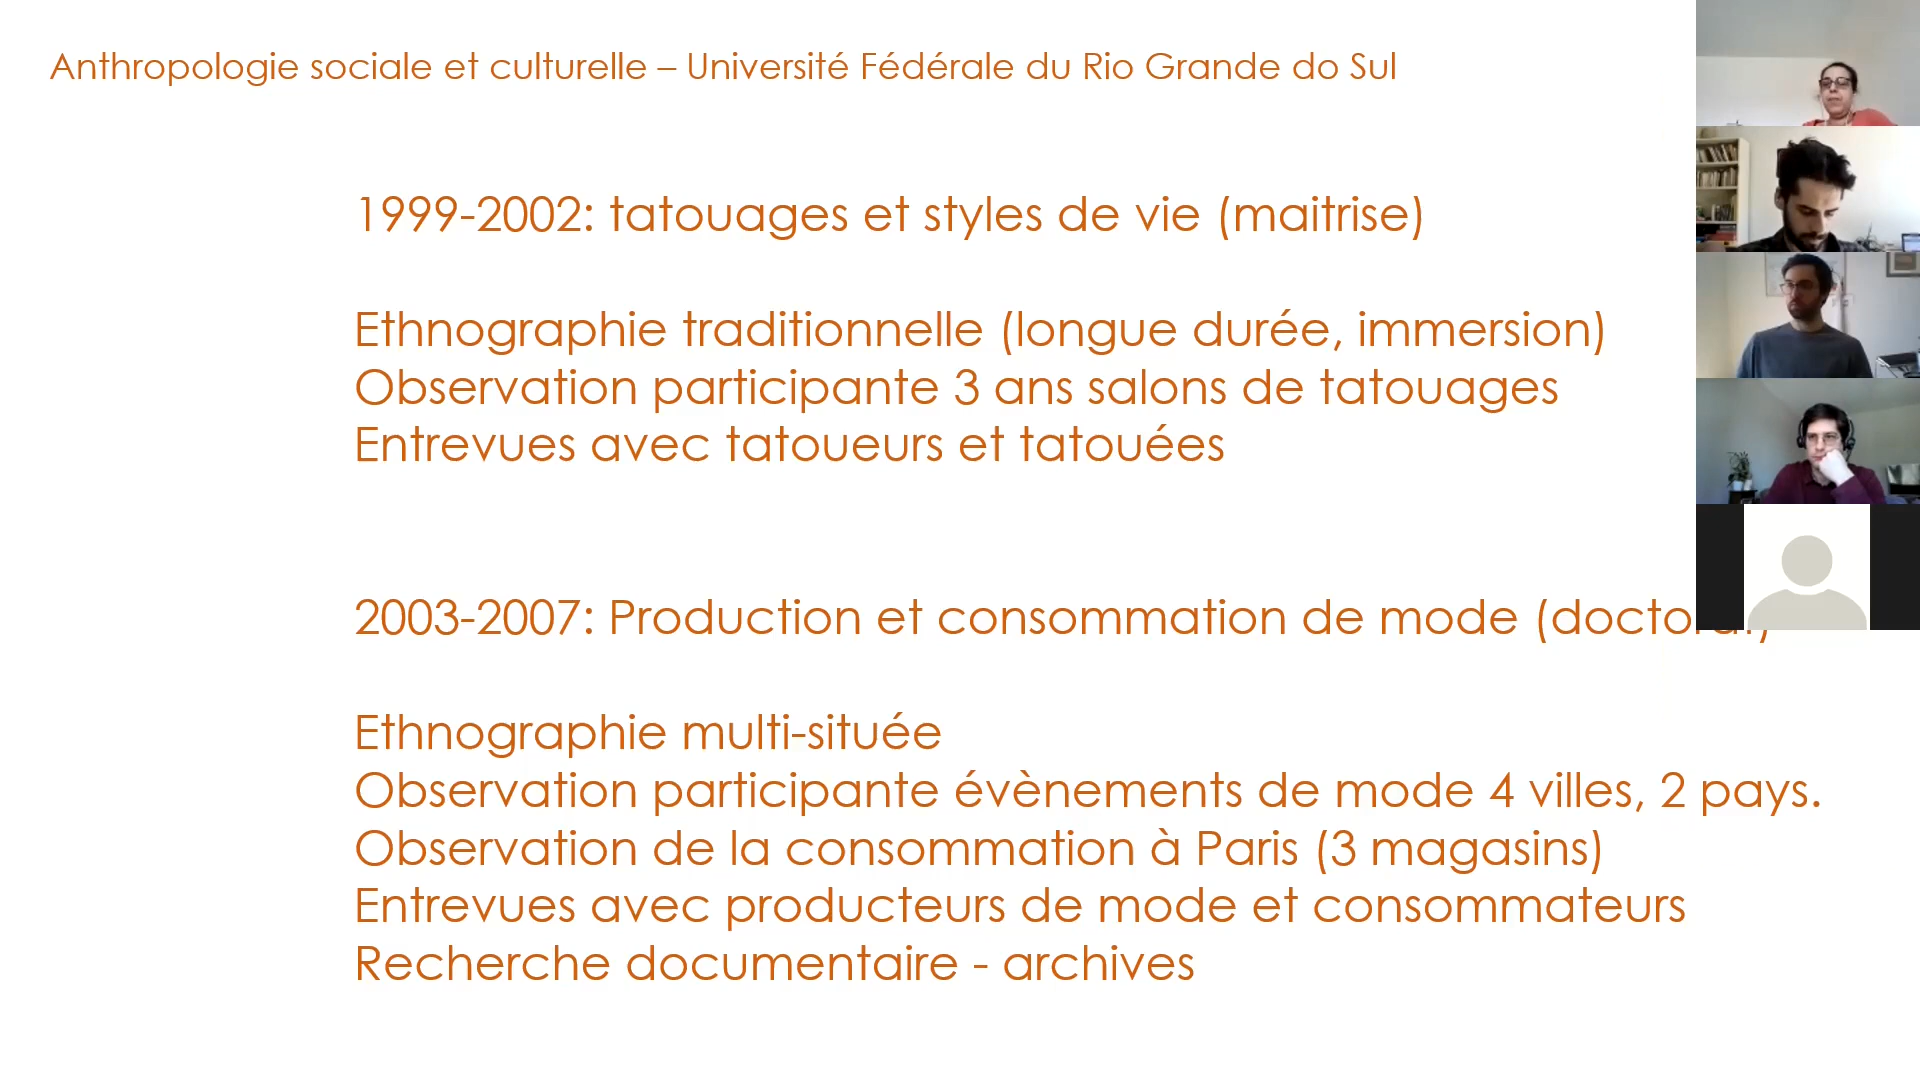 Anthropologie sociale et culturelle – Université Fédérale du Rio Grande do Sul
1999-2002: tatouages et styles de vie (maitrise)
Ethnographie traditionnelle (longue durée, immersion)
Observation participante 3 ans salons de tatouages
Entrevues avec tatoueurs et tatouées
2003-2007: Production et consommation de mode
Ethnographie multi-située
Observation participante évènements de mode 4 villes, 2 pays.
Observation de la consommation à Paris (3 magasins)
Entrevues avec producteurs de mode et consommateurs
Recherche documentaire - archives